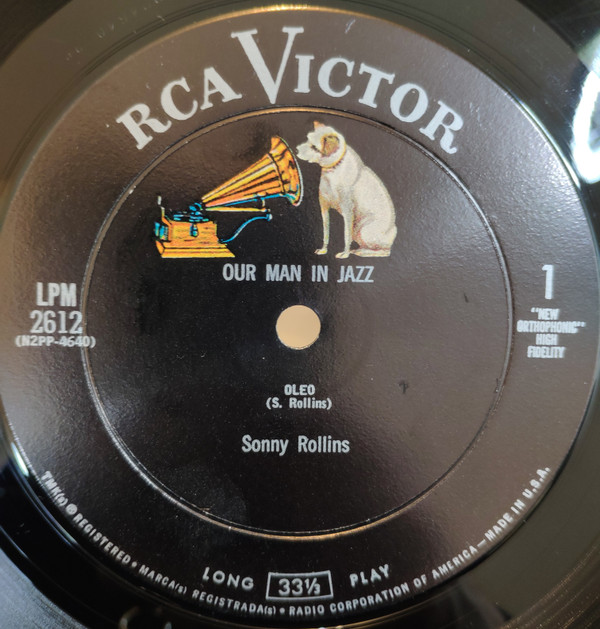 RCA VICTOR
OUR MAN IN JAZZ
LPM
2612
(N2PP-4640)
1
"NEW
ORTHOPHONIC"
HIGH
FIDELITY
OLEO
(S. Rollins)
Sonny Rollins
LONG 33⅓ PLAY
TMK(s) ® REGISTERED • MARCA(s) REGISTRADA(s) • RADIO CORPORATION OF AMERICA—MADE IN U.S.A.